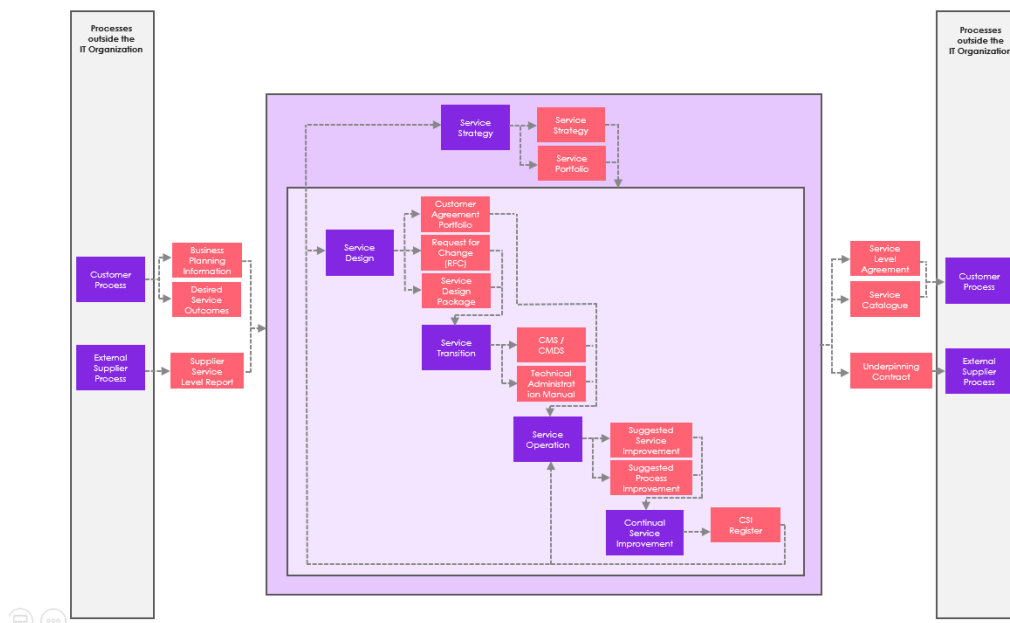 Processes
outside the
IT Organization
Processes
outside the
IT Organization
Service
Strategy
Service
Strategy
Service
Portfolio
Customer
Agreement
Portfolio
Service
Design
Request for
Change
(RFC)
Service
Design
Package
Business
Planning
Information
Customer
Process
Desired
Service
Outcomes
Service
Level
Agreement
Customer
Process
Service
Catalogue
Service
Transition
CMS /
CMDS
External
Supplier
Process
Supplier
Service
Level Report
Technical
Administrat
ion Manual
Underpinning
Contract
External
Supplier
Process
Service
Operation
Suggested
Service
Improvement
Suggested
Process
Improvement
Continual
Service
Improvement
CSI
Register